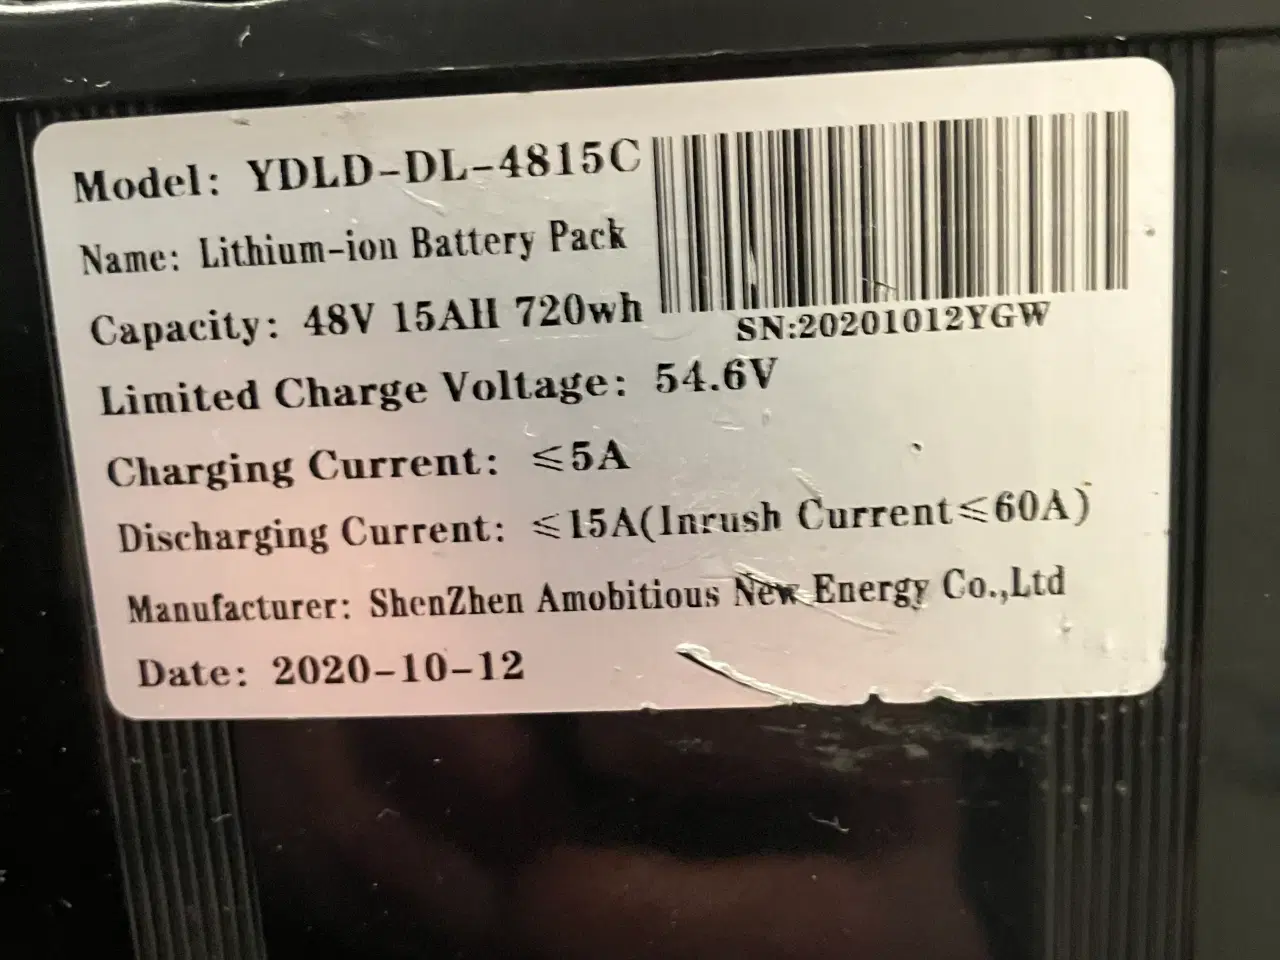 Model: YDLD-DL-4815C
Name: Lithium-ion Battery Pack
Capacity: 48V 15AH 720wh
SN:20201012YGW
Limited Charge Voltage: 54.6V
Charging Current: ≤5A
Discharging Current: ≤15A(Inrush Current≤60A)
Manufacturer: ShenZhen Amobitious New Energy Co.,Ltd
Date: 2020-10-12